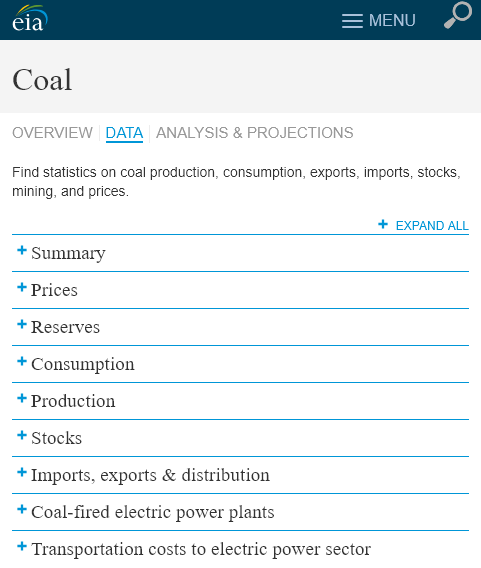 eia
MENU
Coal
OVERVIEW DATA ANALYSIS & PROJECTIONS
Find statistics on coal production, consumption, exports, imports, stocks,
mining, and prices.
+ EXPAND ALL
+ Summary
+ Prices
+ Reserves
+ Consumption
+ Production
+ Stocks
+ Imports, exports & distribution
+ Coal-fired electric power plants
+ Transportation costs to electric power sector